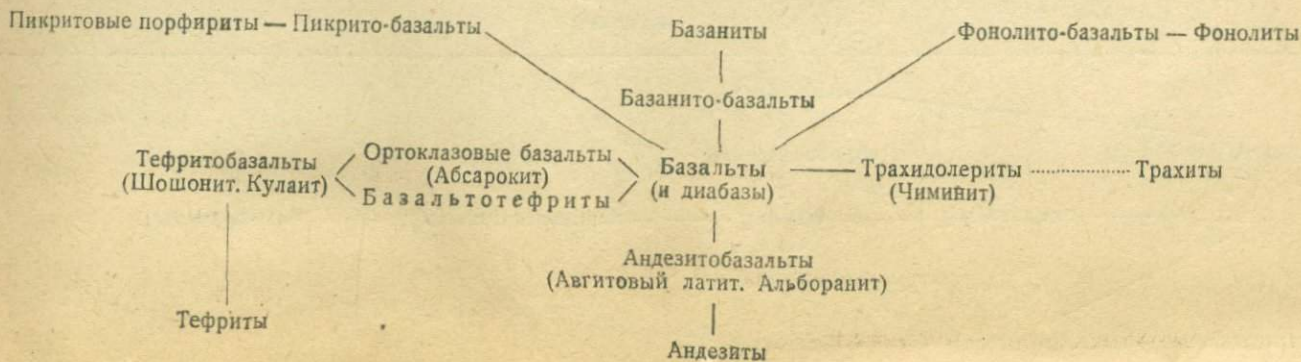 Пикритовые порфириты — Пикрито-базальты Базаниты Фонолито-базальты — Фонолиты
Базанито-базальты
Тефритобазальты Ортоклазовые базальты Базальты — Трахидолериты ............ Трахиты
(Шошонит. Кулаит) (Абсарокит) (и диабазы) (Чиминит)
Базальтотефриты
Андезитобазальты
(Авгитовый латит. Альборанит)
Тефриты
Андезиты